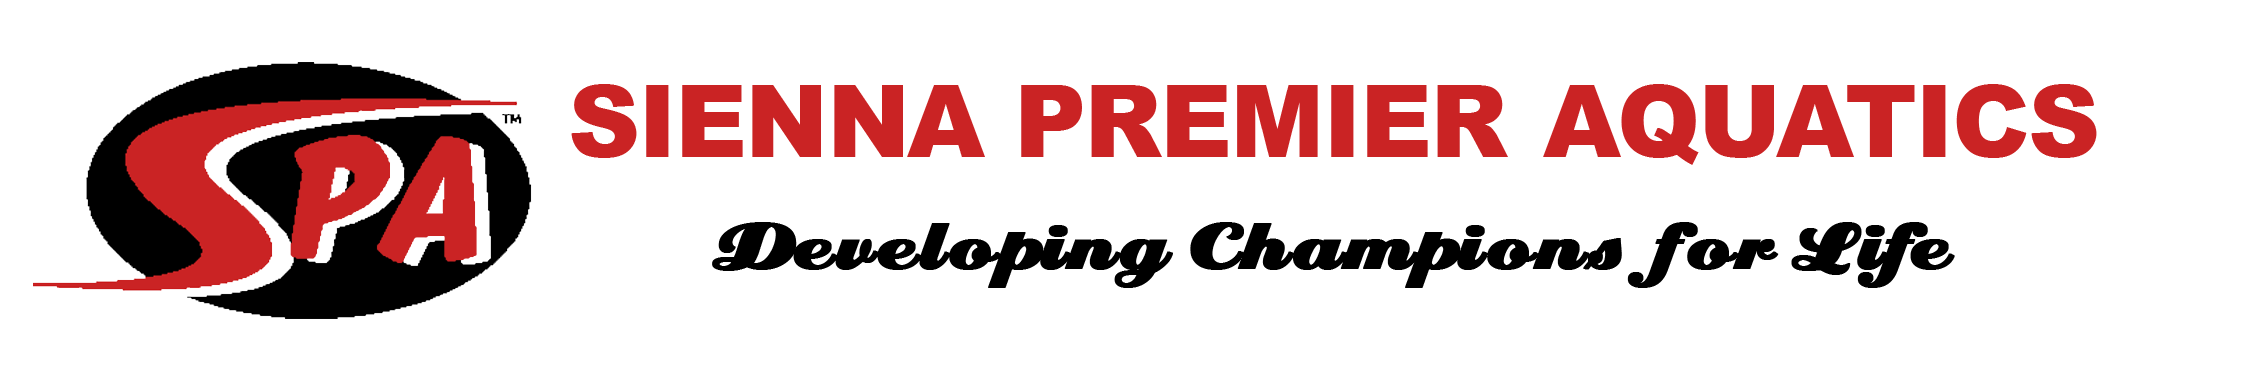 SPA™
SIENNA PREMIER AQUATICS
Developing Champions for Life